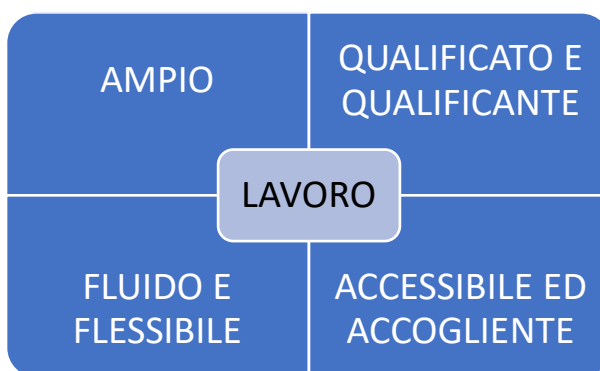 AMPIO
QUALIFICATO E
QUALIFICANTE
LAVORO
FLUIDO E
FLESSIBILE
ACCESSIBILE ED
ACCOGLIENTE